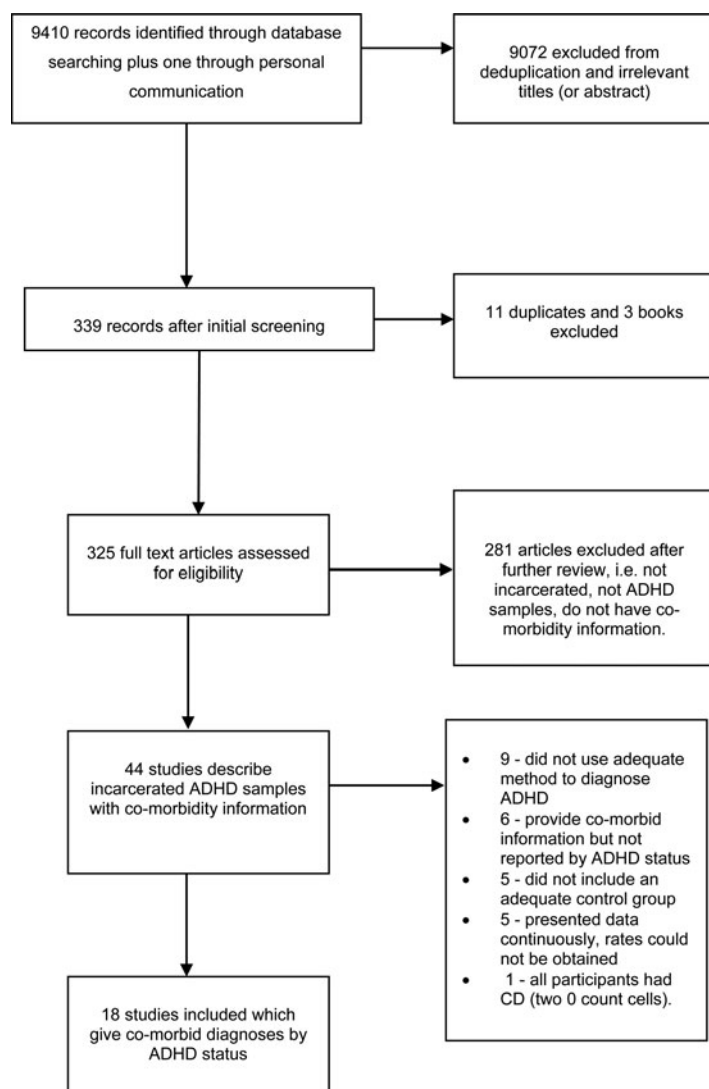 9410 records identified through database
searching plus one through personal
communication
9072 excluded from
deduplication and irrelevant
titles (or abstract)
339 records after initial screening
11 duplicates and 3 books
excluded
325 full text articles assessed
for eligibility
281 articles excluded after
further review, i.e. not
incarcerated, not ADHD
samples, do not have co-
morbidity information.
44 studies describe
incarcerated ADHD samples
with co-morbidity information
• 9 - did not use adequate
method to diagnose
ADHD
• 6 - provide co-morbid
information but not
reported by ADHD status
• 5 - did not include an
adequate control group
• 5 - presented data
continuously, rates could
not be obtained
• 1 - all participants had
CD (two 0 count cells).
18 studies included which
give co-morbid diagnoses by
ADHD status